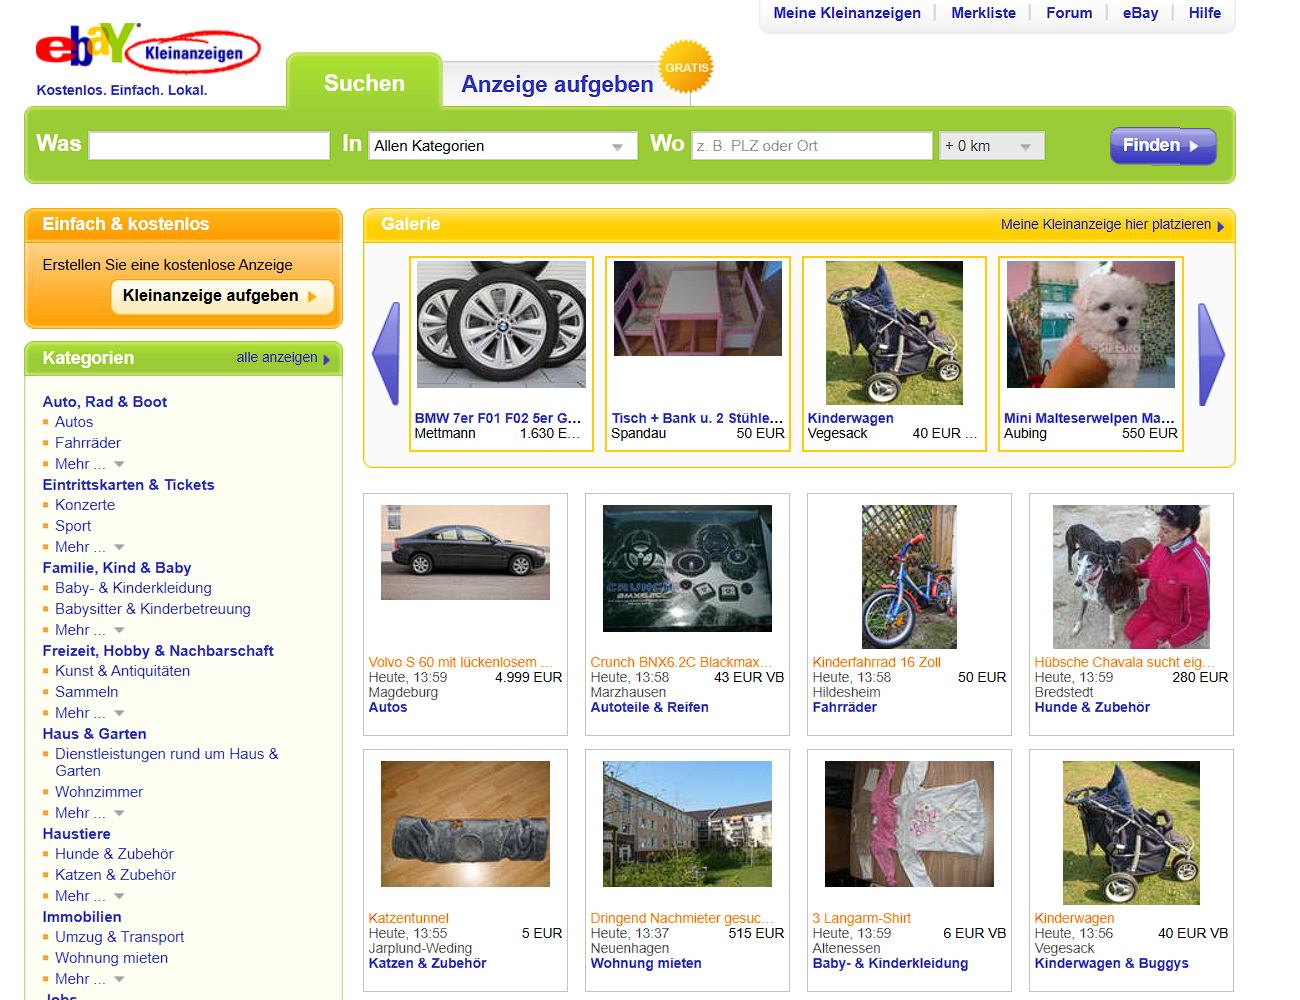 Meine Kleinanzeigen Merkliste Forum eBay Hilfe
ebaY Kleinanzeigen
Kostenlos. Einfach. Lokal.
Suchen
Anzeige aufgeben
GRATIS
Was In Allen Kategorien Wo z. B. PLZ oder Ort + 0 km Finden
Einfach & kostenlos
Erstellen Sie eine kostenlose Anzeige
Kleinanzeige aufgeben
Kategorien alle anzeigen
Auto, Rad & Boot
Autos
Fahrräder
Mehr ...
Eintrittskarten & Tickets
Konzerte
Sport
Mehr ...
Familie, Kind & Baby
Baby- & Kinderkleidung
Babysitter & Kinderbetreuung
Mehr ...
Freizeit, Hobby & Nachbarschaft
Kunst & Antiquitäten
Sammeln
Mehr ...
Haus & Garten
Dienstleistungen rund um Haus &
Garten
Wohnzimmer
Mehr ...
Haustiere
Hunde & Zubehör
Katzen & Zubehör
Mehr ...
Immobilien
Umzug & Transport
Wohnung mieten
Mehr ...
Jobs
Galerie Meine Kleinanzeige hier platzieren
BMW 7er F01 F02 5er G...
Mettmann 1.630 E...
Tisch + Bank u. 2 Stühle...
Spandau 50 EUR
Kinderwagen
Vegesack 40 EUR ...
Mini Malteserwelpen Ma...
Aubing 550 EUR
Volvo S 60 mit lückenlosem ...
Heute, 13:59 4.999 EUR
Magdeburg
Autos
CRUNCH
Crunch BNX6.2C Blackmax...
Heute, 13:58 43 EUR VB
Marzhausen
Autoteile & Reifen
Kinderfahrrad 16 Zoll
Heute, 13:58 50 EUR
Hildesheim
Fahrräder
Hübsche Chavala sucht eig...
Heute, 13:59 280 EUR
Bredstedt
Hunde & Zubehör
Katzentunnel
Heute, 13:55 5 EUR
Jarplund-Weding
Katzen & Zubehör
Dringend Nachmieter gesuc...
Heute, 13:37 515 EUR
Neuenhagen
Wohnung mieten
3 Langarm-Shirt
Heute, 13:59 6 EUR VB
Altenessen
Baby- & Kinderkleidung
Kinderwagen
Heute, 13:56 40 EUR VB
Vegesack
Kinderwagen & Buggys